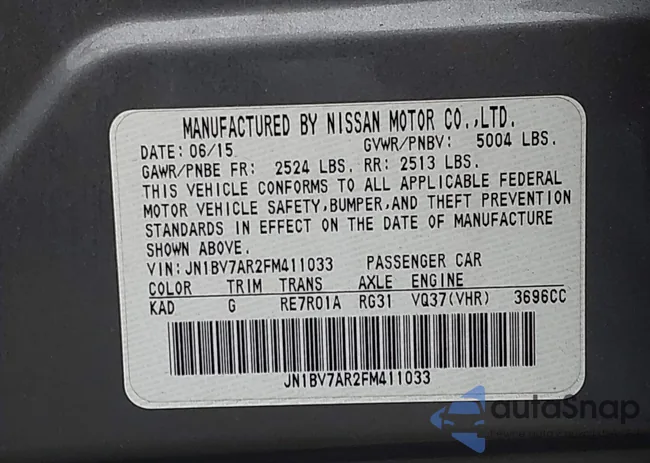 MANUFACTURED BY NISSAN MOTOR CO.,LTD.
DATE: 06/15 GVWR/PNBV: 5004 LBS.
GAWR/PNBE FR: 2524 LBS. RR: 2513 LBS.
THIS VEHICLE CONFORMS TO ALL APPLICABLE FEDERAL
MOTOR VEHICLE SAFETY,BUMPER,AND THEFT PREVENTION
STANDARDS IN EFFECT ON THE DATE OF MANUFACTURE
SHOWN ABOVE.
VIN: JN1BV7AR2FM411033 PASSENGER CAR
COLOR TRIM TRANS AXLE ENGINE
KAD G RE7R01A RG31 VQ37(VHR) 3696CC
JN1BV7AR2FM411033
autoSnap